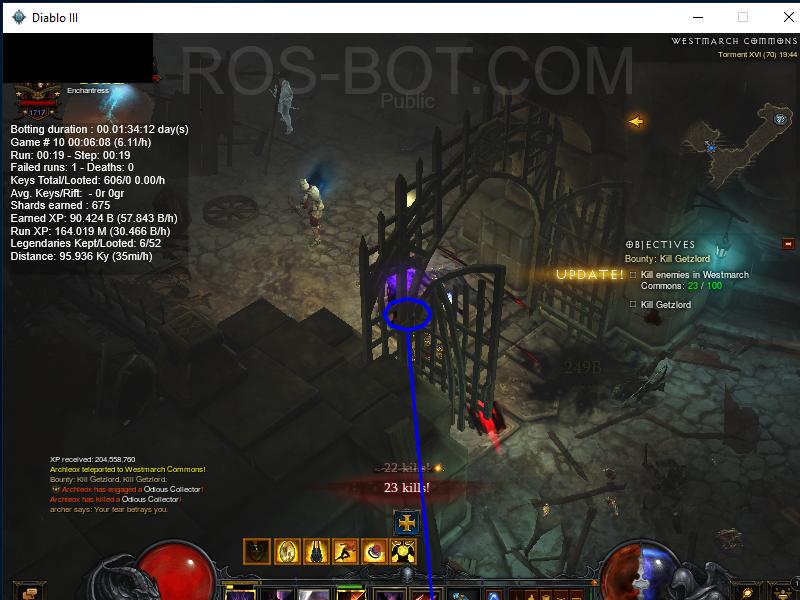 Diablo III
ROS-BOT.COM
Public
WESTMARCH COMMONS
Torment XVI (70) 19:44
Enchantress
1717
Botting duration : 00.01:34:12 day(s)
Game # 10 00:06:08 (6.11/h)
Run: 00:19 - Step: 00:19
Failed runs: 1 - Deaths: 0
Keys Total/Looted: 606/0 0.00/h
Avg. Keys/Rift: - 0r 0gr
Shards earned : 675
Earned XP: 90.424 B (57.843 B/h)
Run XP: 164.019 M (30.466 B/h)
Legendaries Kept/Looted: 6/52
Distance: 95.936 Ky (35mi/h)
OBJECTIVES
Bounty: Kill Getzlord
UPDATE!
Kill enemies in Westmarch
Commons: 23 / 100
Kill Getzlord
249B
XP received: 204,558,760
Archleox teleported to Westmarch Commons!
Bounty: Kill Getzlord. Kill Getzlord.
Archleox has engaged a Odious Collector!
Archleox has killed a Odious Collector!
archer says: Your fear betrays you.
22 kills!
23 kills!